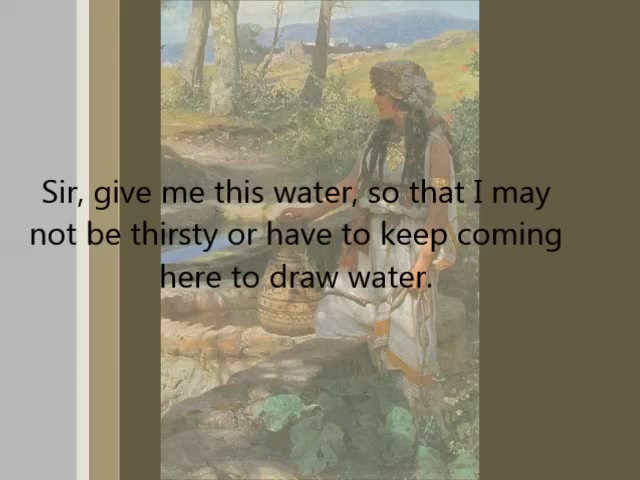 Sir, give me this water, so that I may
not be thirsty or have to keep coming
here to draw water.